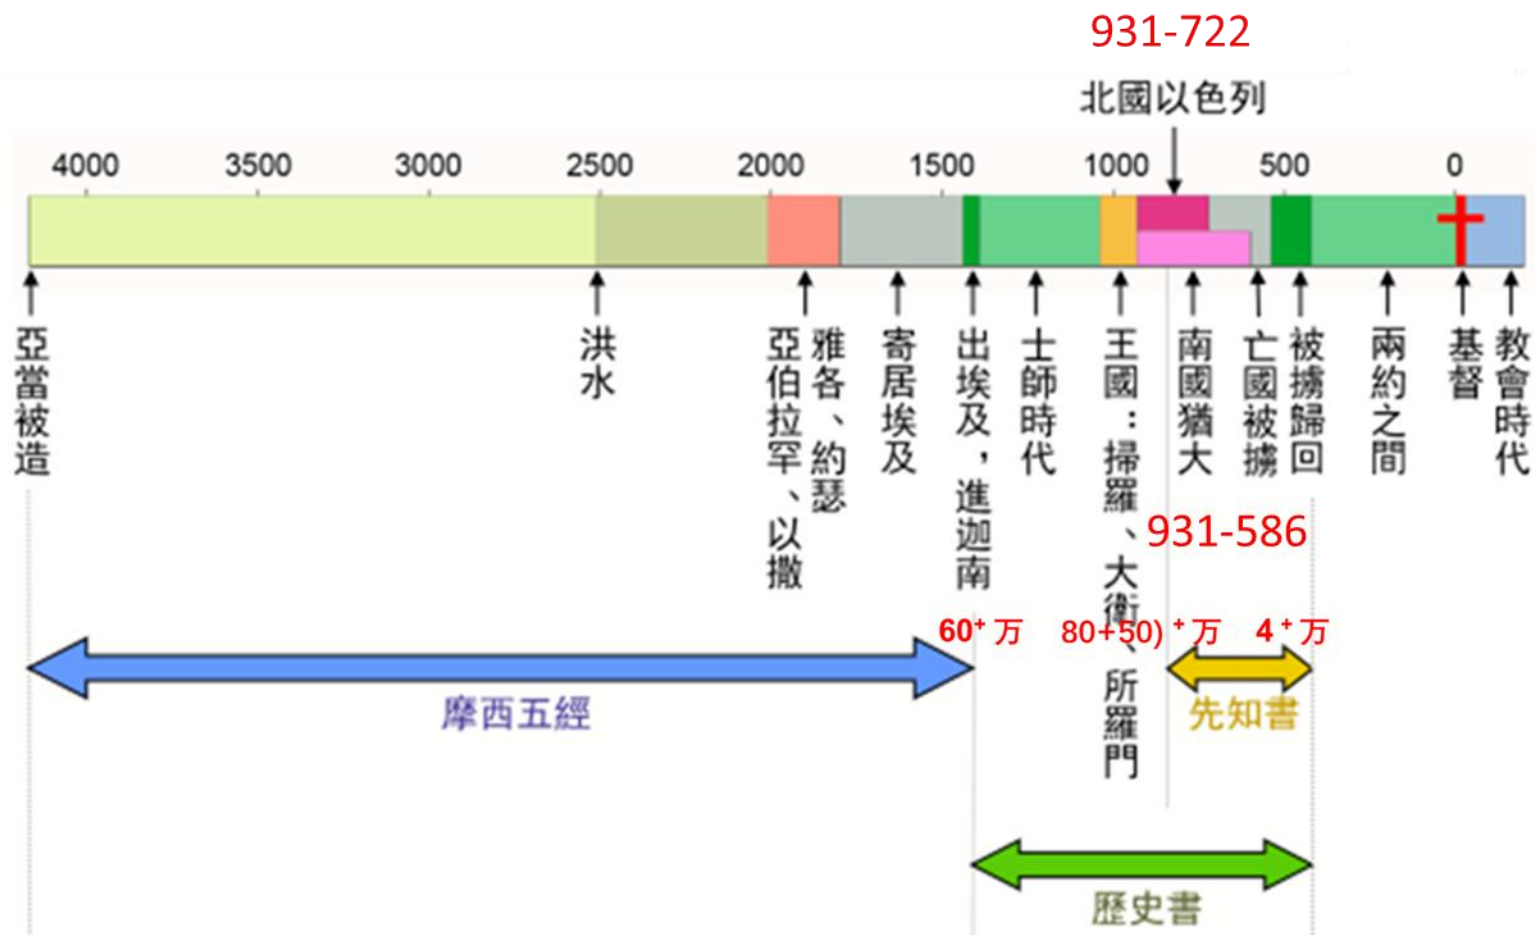 931-722
北國以色列
4000 3500 3000 2500 2000 1500 1000 500 0
亞當被造
洪水
亞伯拉罕、以撒
雅各、約瑟
寄居埃及
出埃及，進迦南
士師時代
王國：掃羅、大衛、所羅門
南國猶大
亡國被擄
被擄歸回
兩約之間
基督
教會時代
931-586
60⁺万 80+50)⁺万 4⁺万
摩西五經
先知書
歷史書